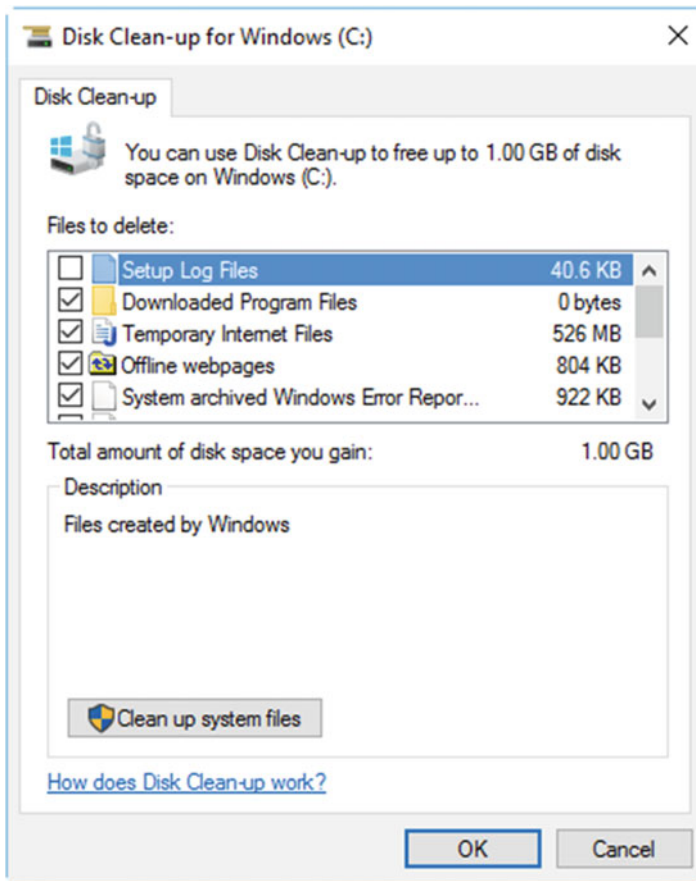 Disk Clean-up for Windows (C:)
Disk Clean-up
You can use Disk Clean-up to free up to 1.00 GB of disk
space on Windows (C:).
Files to delete:
Setup Log Files 40.6 KB
Downloaded Program Files 0 bytes
Temporary Internet Files 526 MB
Offline webpages 804 KB
System archived Windows Error Repor... 922 KB
Total amount of disk space you gain: 1.00 GB
Description
Files created by Windows
Clean up system files
How does Disk Clean-up work?
OK Cancel